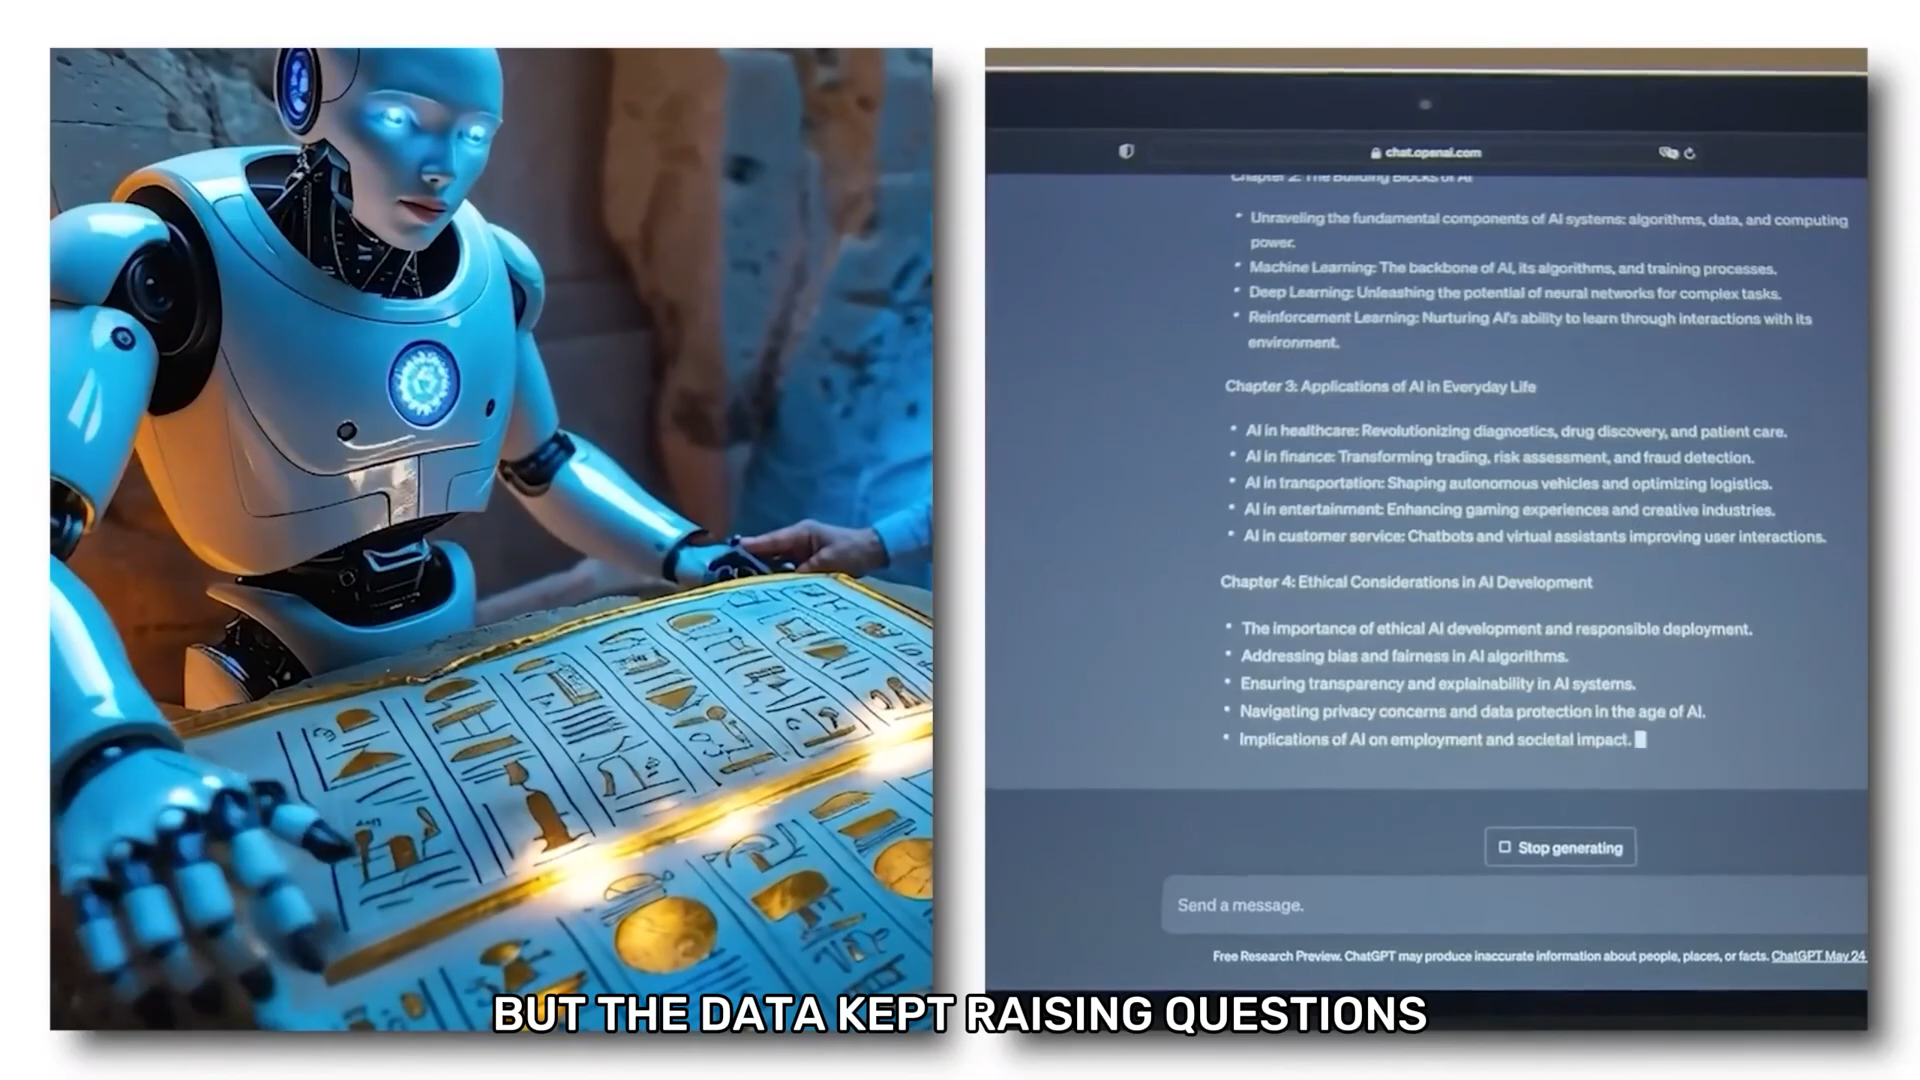 chat.openai.com
Chapter 2: The Building Blocks of AI
• Unraveling the fundamental components of AI systems: algorithms, data, and computing
power.
• Machine Learning: The backbone of AI, its algorithms, and training processes.
• Deep Learning: Unleashing the potential of neural networks for complex tasks.
• Reinforcement Learning: Nurturing AI's ability to learn through interactions with its
environment.
Chapter 3: Applications of AI in Everyday Life
• AI in healthcare: Revolutionizing diagnostics, drug discovery, and patient care.
• AI in finance: Transforming trading, risk assessment, and fraud detection.
• AI in transportation: Shaping autonomous vehicles and optimizing logistics.
• AI in entertainment: Enhancing gaming experiences and creative industries.
• AI in customer service: Chatbots and virtual assistants improving user interactions.
Chapter 4: Ethical Considerations in AI Development
• The importance of ethical AI development and responsible deployment.
• Addressing bias and fairness in AI algorithms.
• Ensuring transparency and explainability in AI systems.
• Navigating privacy concerns and data protection in the age of AI.
• Implications of AI on employment and societal impact.
Stop generating
Send a message.
Free Research Preview. ChatGPT may produce inaccurate information about people, places, or facts. ChatGPT May 24
BUT THE DATA KEPT RAISING QUESTIONS